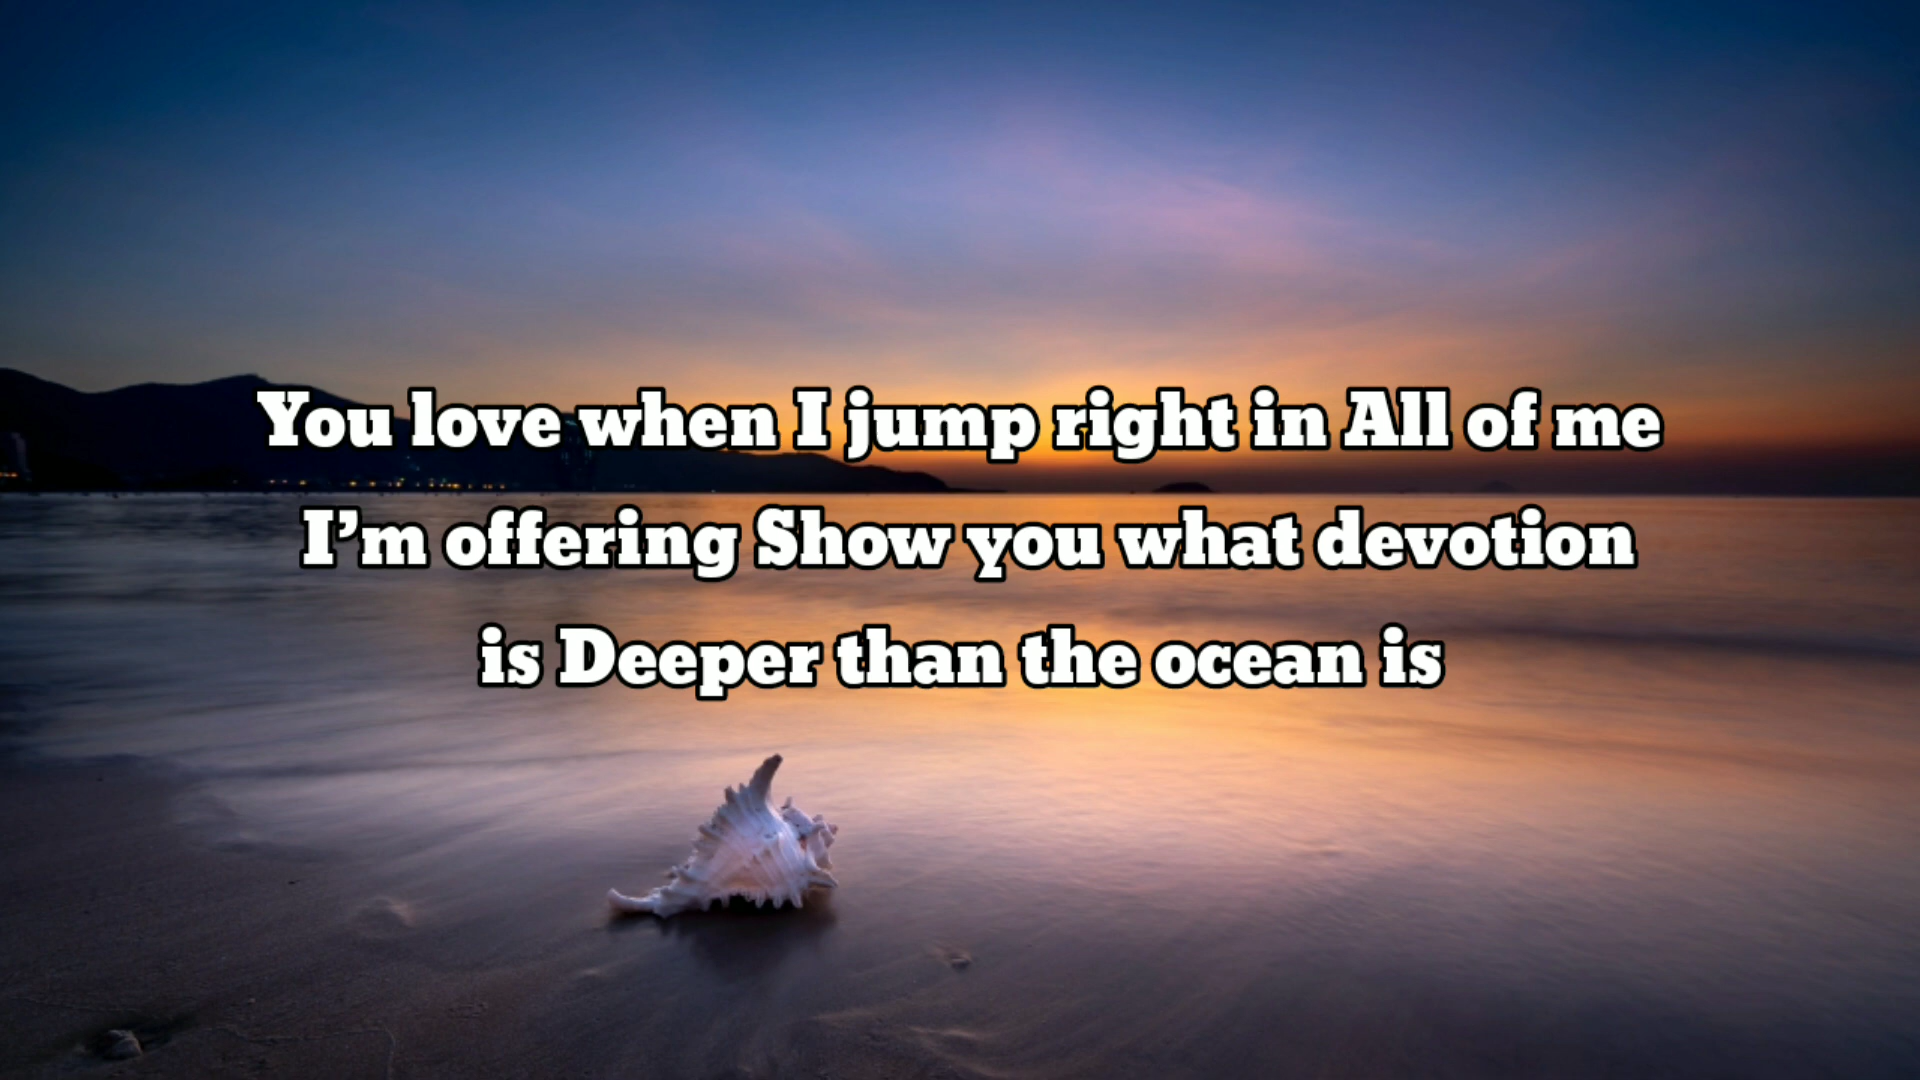 You love when I jump right in All of me
I’m offering Show you what devotion
is Deeper than the ocean is